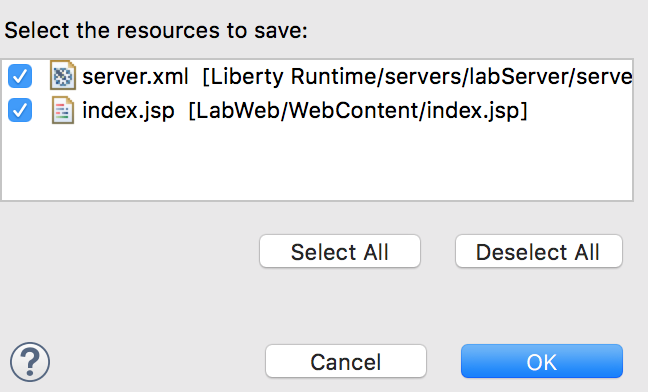 Select the resources to save:
server.xml [Liberty Runtime/servers/labServer/serve
index.jsp [LabWeb/WebContent/index.jsp]
Select All Deselect All
? Cancel OK